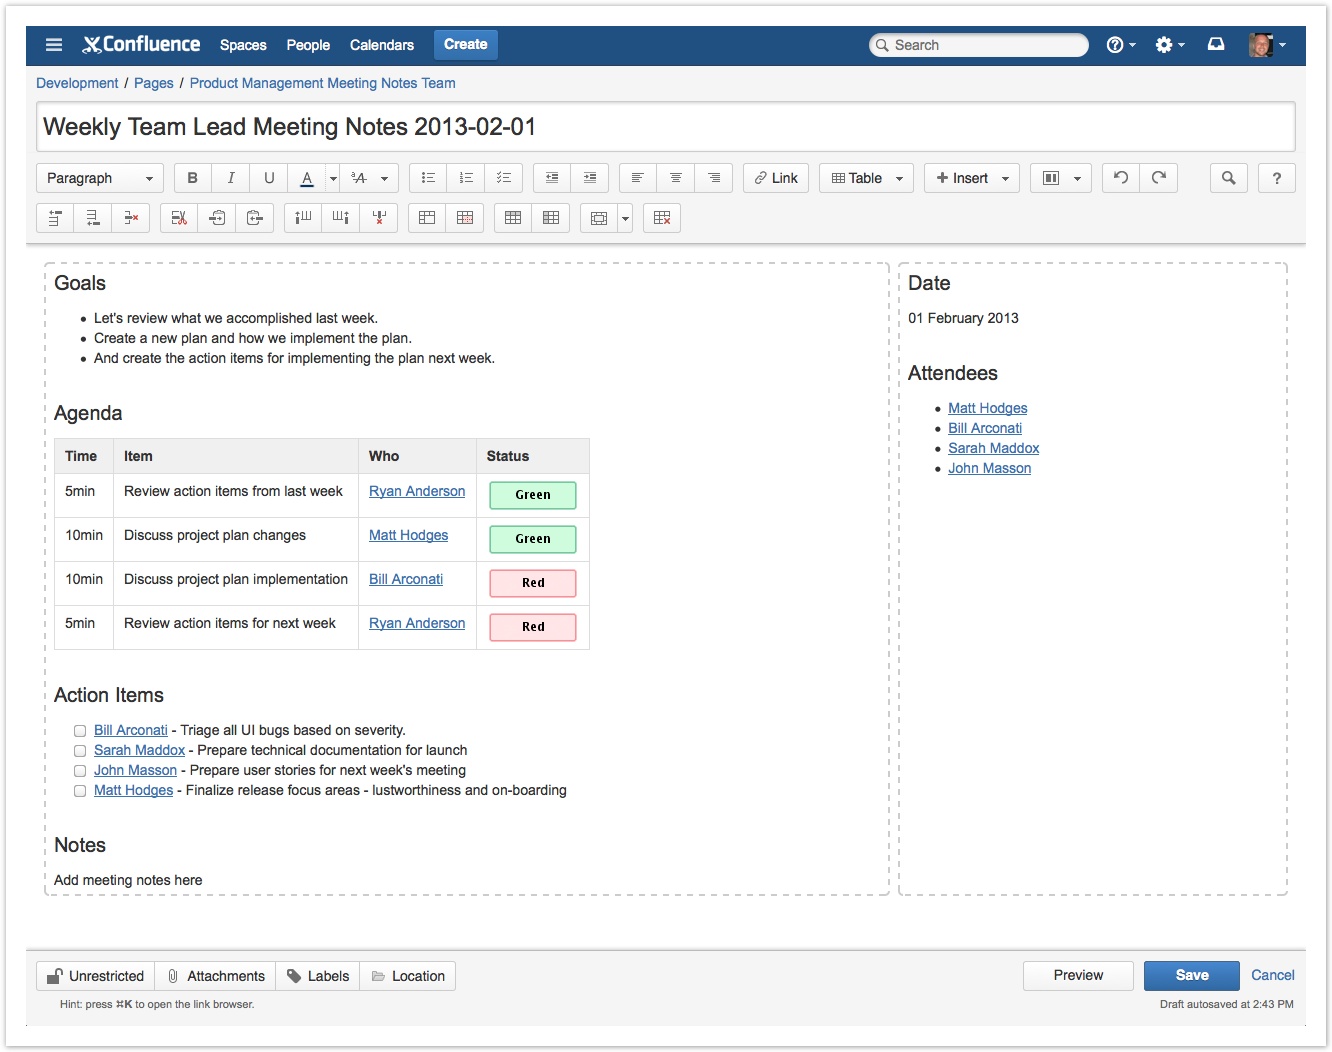 Confluence Spaces People Calendars Create Search
Development / Pages / Product Management Meeting Notes Team
Weekly Team Lead Meeting Notes 2013-02-01
Paragraph B I U A A Link Table Insert ?
Goals
Let's review what we accomplished last week.
Create a new plan and how we implement the plan.
And create the action items for implementing the plan next week.
Agenda
Time Item Who Status
5min Review action items from last week Ryan Anderson Green
10min Discuss project plan changes Matt Hodges Green
10min Discuss project plan implementation Bill Arconati Red
5min Review action items for next week Ryan Anderson Red
Action Items
Bill Arconati - Triage all UI bugs based on severity.
Sarah Maddox - Prepare technical documentation for launch
John Masson - Prepare user stories for next week's meeting
Matt Hodges - Finalize release focus areas - lustworthiness and on-boarding
Notes
Add meeting notes here
Date
01 February 2013
Attendees
Matt Hodges
Bill Arconati
Sarah Maddox
John Masson
Unrestricted Attachments Labels Location Preview Save Cancel
Hint: press ⌘K to open the link browser. Draft autosaved at 2:43 PM